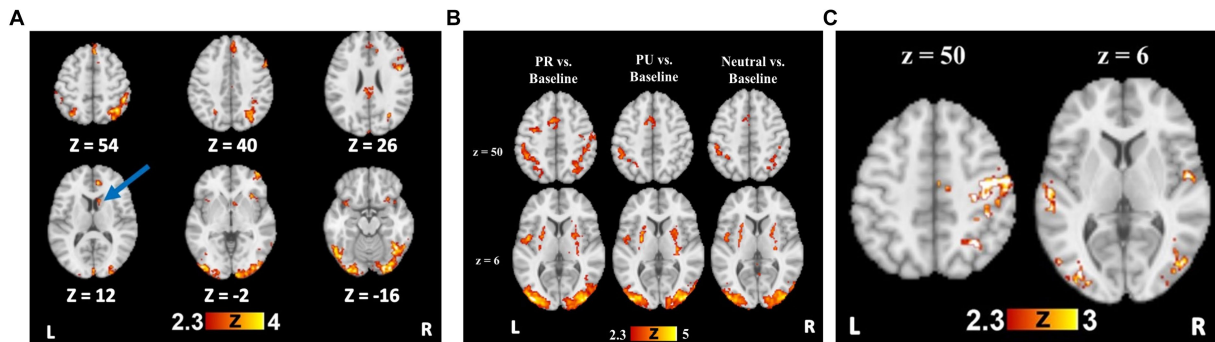 A
Z = 54
Z = 40
Z = 26
Z = 12
Z = -2
Z = -16
L
2.3 Z 4
R
B
PR vs. Baseline
PU vs. Baseline
Neutral vs. Baseline
z = 50
z = 6
L
2.3 Z 5
R
C
z = 50
z = 6
L
2.3 Z 3
R